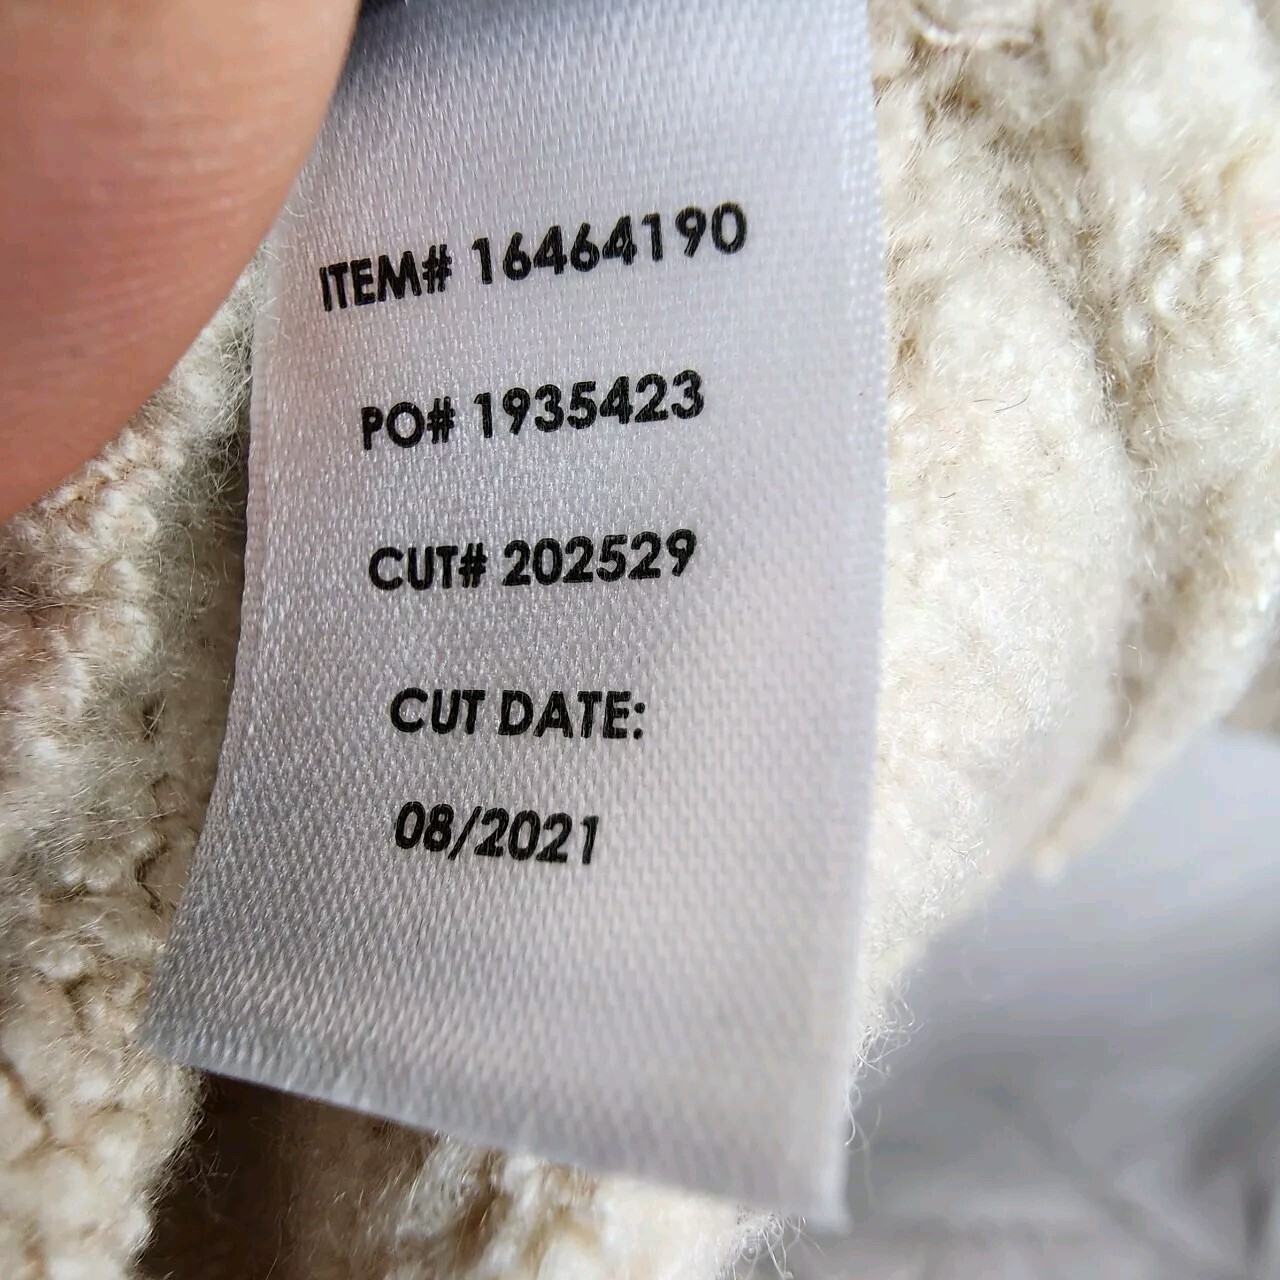 ITEM# 16464190
PO# 1935423
CUT# 202529
CUT DATE:
08/2021